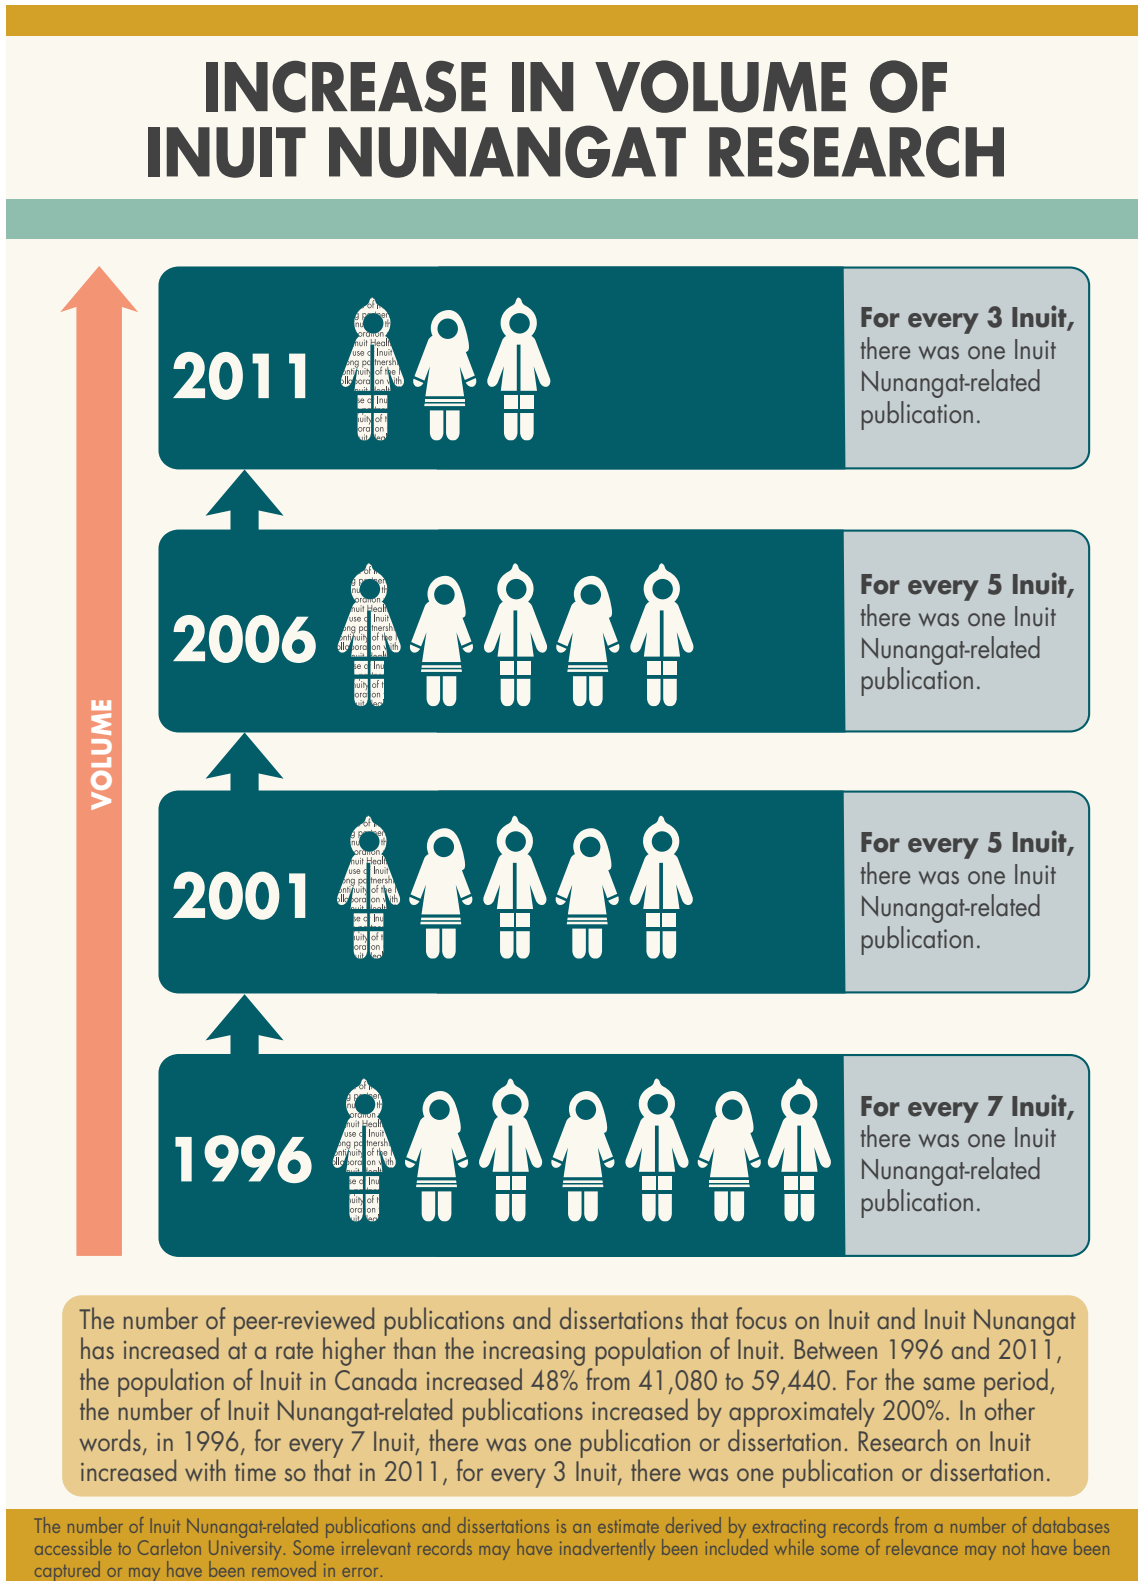 INCREASE IN VOLUME OF
INUIT NUNANGAT RESEARCH
VOLUME
2011
For every 3 Inuit,
there was one Inuit
Nunangat-related
publication.
2006
For every 5 Inuit,
there was one Inuit
Nunangat-related
publication.
2001
For every 5 Inuit,
there was one Inuit
Nunangat-related
publication.
1996
For every 7 Inuit,
there was one Inuit
Nunangat-related
publication.
The number of peer-reviewed publications and dissertations that focus on Inuit and Inuit Nunangat
has increased at a rate higher than the increasing population of Inuit. Between 1996 and 2011,
the population of Inuit in Canada increased 48% from 41,080 to 59,440. For the same period,
the number of Inuit Nunangat-related publications increased by approximately 200%. In other
words, in 1996, for every 7 Inuit, there was one publication or dissertation. Research on Inuit
increased with time so that in 2011, for every 3 Inuit, there was one publication or dissertation.
The number of Inuit Nunangat-related publications and dissertations is an estimate derived by extracting records from a number of databases
accessible to Carleton University. Some irrelevant records may have inadvertently been included while some of relevance may not have been
captured or may have been removed in error.